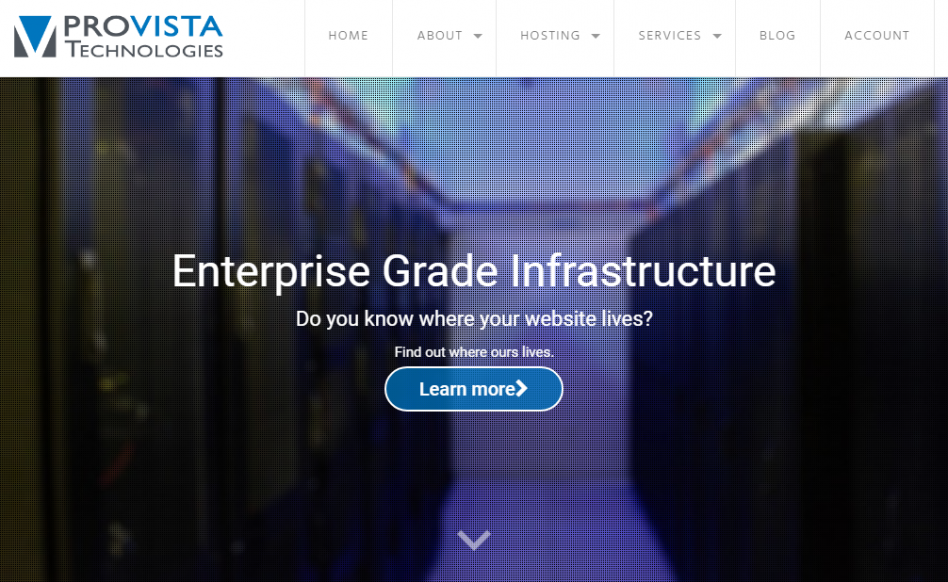 PROVISTA
TECHNOLOGIES
HOME ABOUT HOSTING SERVICES BLOG ACCOUNT
Enterprise Grade Infrastructure
Do you know where your website lives?
Find out where ours lives.
Learn more